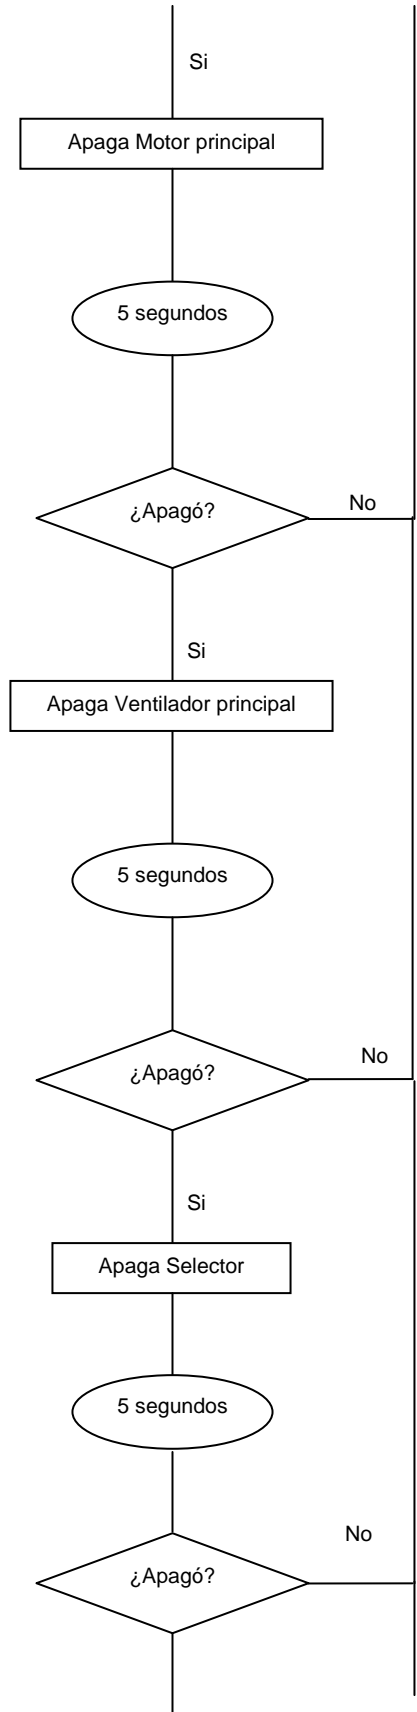 Si
Apaga Motor principal
5 segundos
¿Apagó?
No
Si
Apaga Ventilador principal
5 segundos
No
¿Apagó?
Si
Apaga Selector
5 segundos
No
¿Apagó?